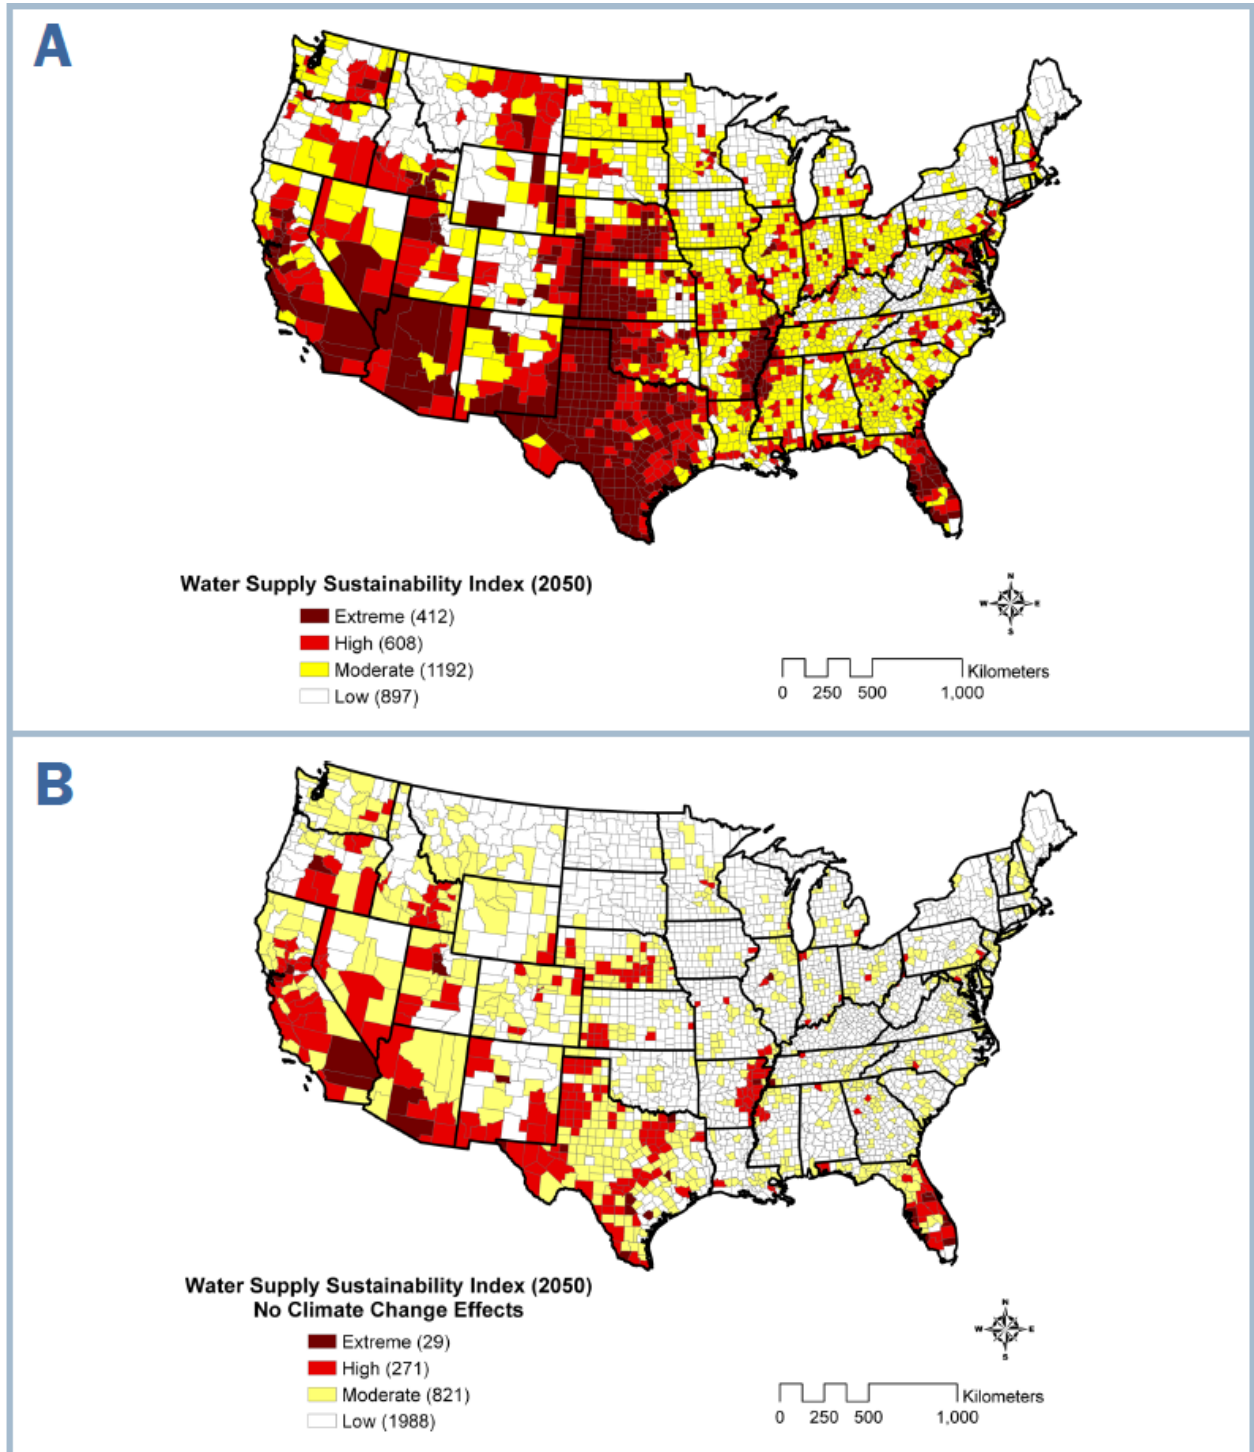 A
Water Supply Sustainability Index (2050)
Extreme (412)
High (608)
Moderate (1192)
Low (897)
N
W E
S
Kilometers
0 250 500 1,000
B
Water Supply Sustainability Index (2050)
No Climate Change Effects
Extreme (29)
High (271)
Moderate (821)
Low (1988)
N
W E
S
Kilometers
0 250 500 1,000